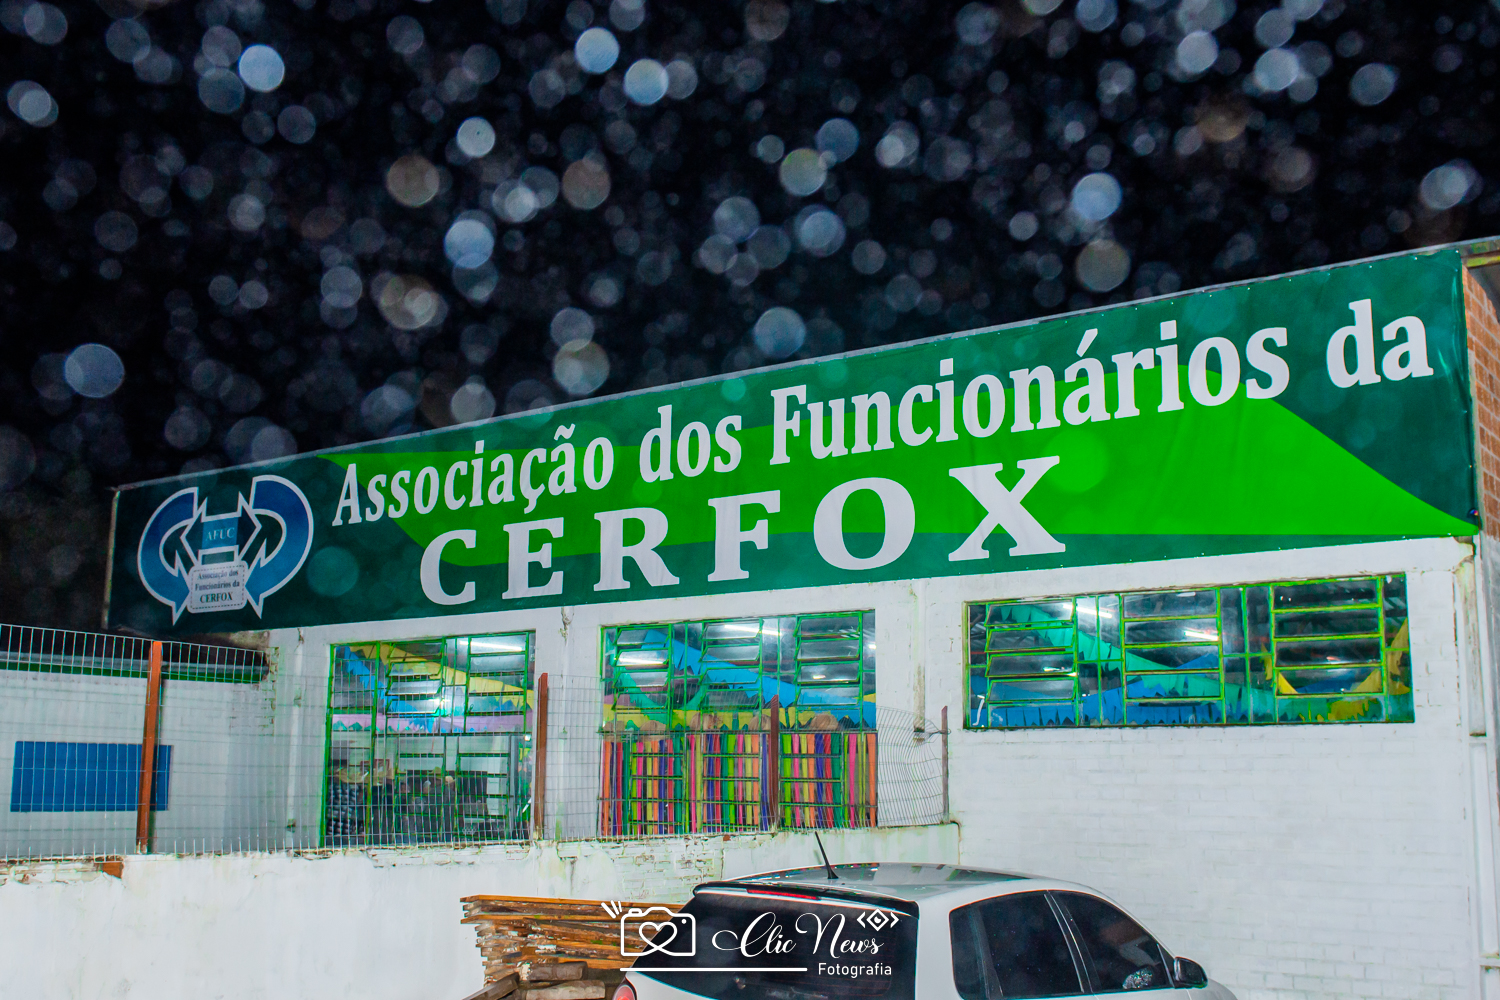 Associação dos Funcionários da
CERFOX
AFUC
Associação dos
Funcionários da
CERFOX
Clic News
Fotografia